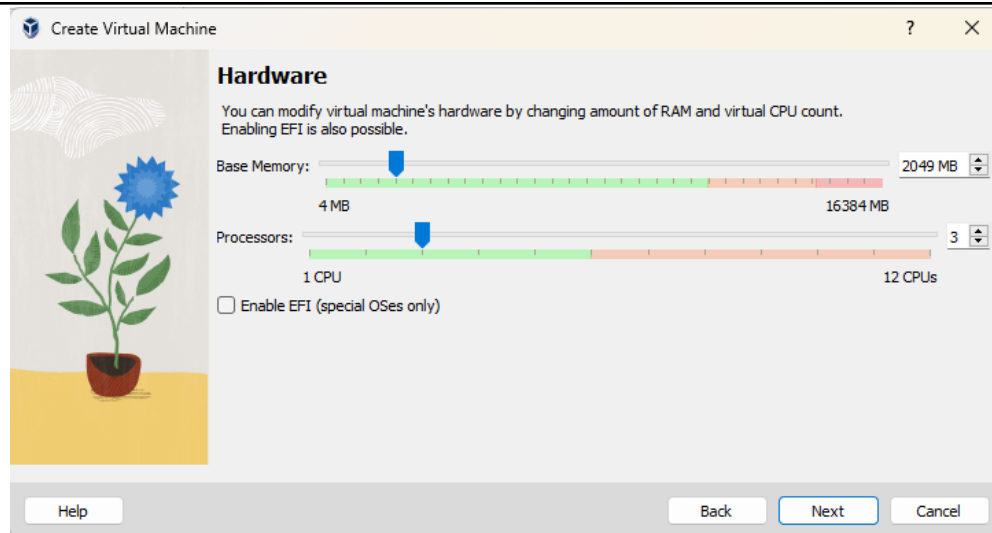 Create Virtual Machine
?
Hardware
You can modify virtual machine's hardware by changing amount of RAM and virtual CPU count.
Enabling EFI is also possible.
Base Memory: 2049 MB
4 MB 16384 MB
Processors: 3
1 CPU 12 CPUs
Enable EFI (special OSes only)
Help Back Next Cancel